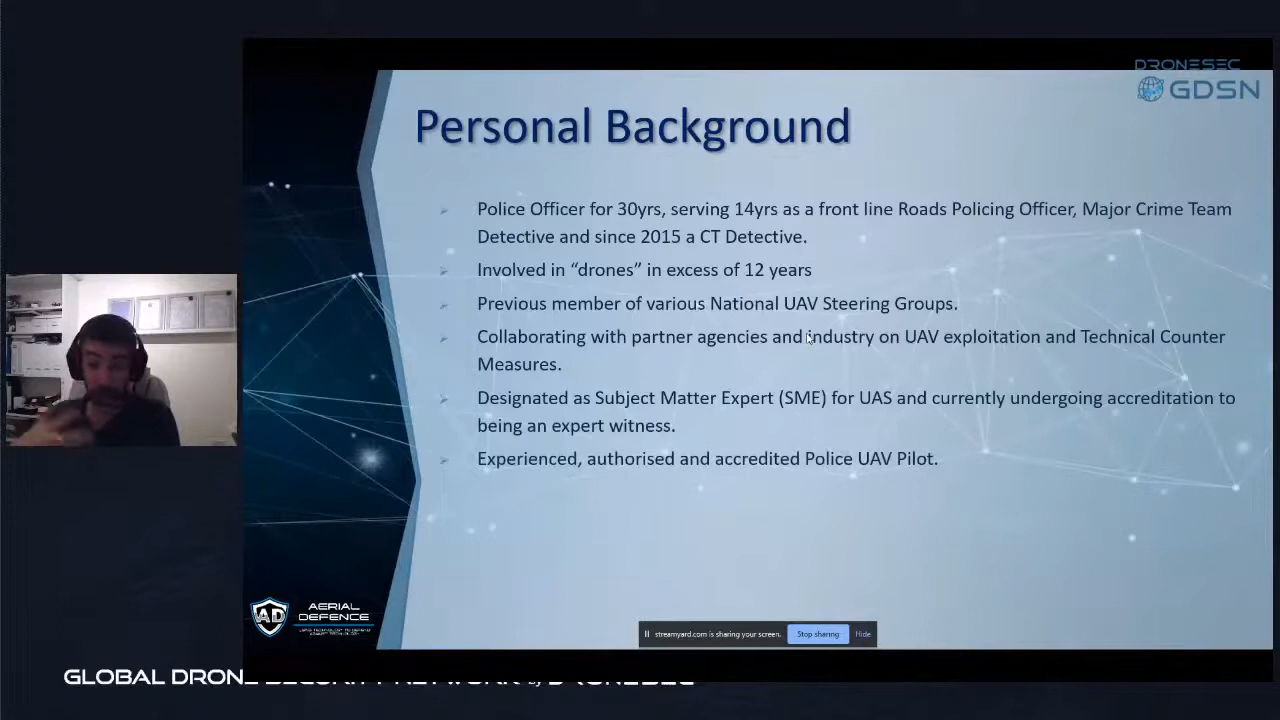 DRONESEC
GDSN
Personal Background
Police Officer for 30yrs, serving 14yrs as a front line Roads Policing Officer, Major Crime Team
Detective and since 2015 a CT Detective.
Involved in “drones” in excess of 12 years
Previous member of various National UAV Steering Groups.
Collaborating with partner agencies and industry on UAV exploitation and Technical Counter
Measures.
Designated as Subject Matter Expert (SME) for UAS and currently undergoing accreditation to
being an expert witness.
Experienced, authorised and accredited Police UAV Pilot.
AD
AERIAL
DEFENCE
streamyard.com is sharing your screen.
Stop sharing
Hide
GLOBAL DRONE SECURITY NETWORK by DRONESEC